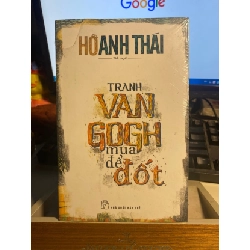 Google
HỒ ANH THÁI
TRANH
VAN
GOGH
mua
để
đốt